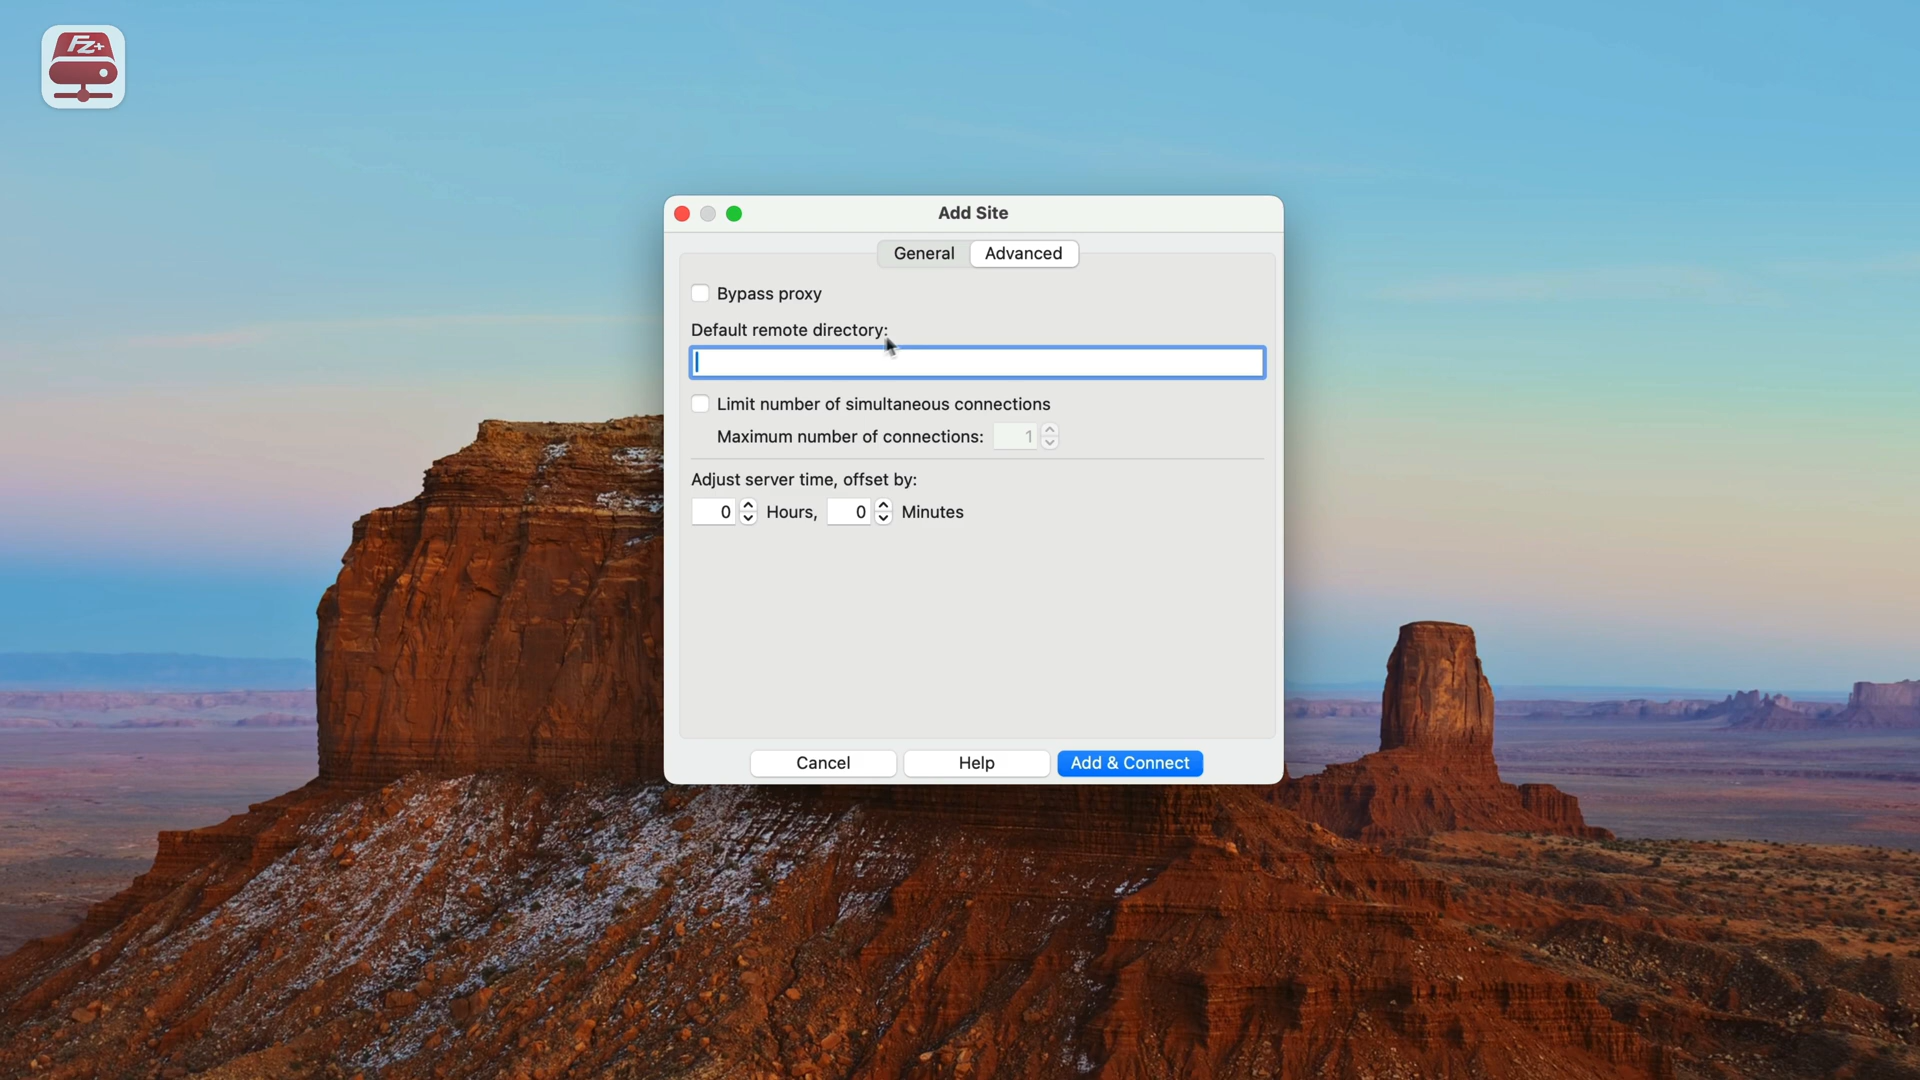 FZ+
Add Site
General Advanced
Bypass proxy
Default remote directory:
Limit number of simultaneous connections
Maximum number of connections: 1
Adjust server time, offset by:
0 Hours, 0 Minutes
Cancel Help Add & Connect